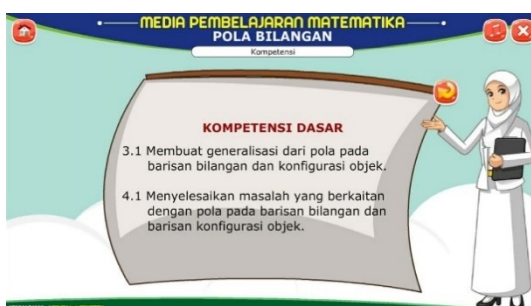 MEDIA PEMBELAJARAN MATEMATIKA
POLA BILANGAN
Kompetensi
KOMPETENSI DASAR
3.1 Membuat generalisasi dari pola pada
barisan bilangan dan konfigurasi objek.
4.1 Menyelesaikan masalah yang berkaitan
dengan pola pada barisan bilangan dan
barisan konfigurasi objek.